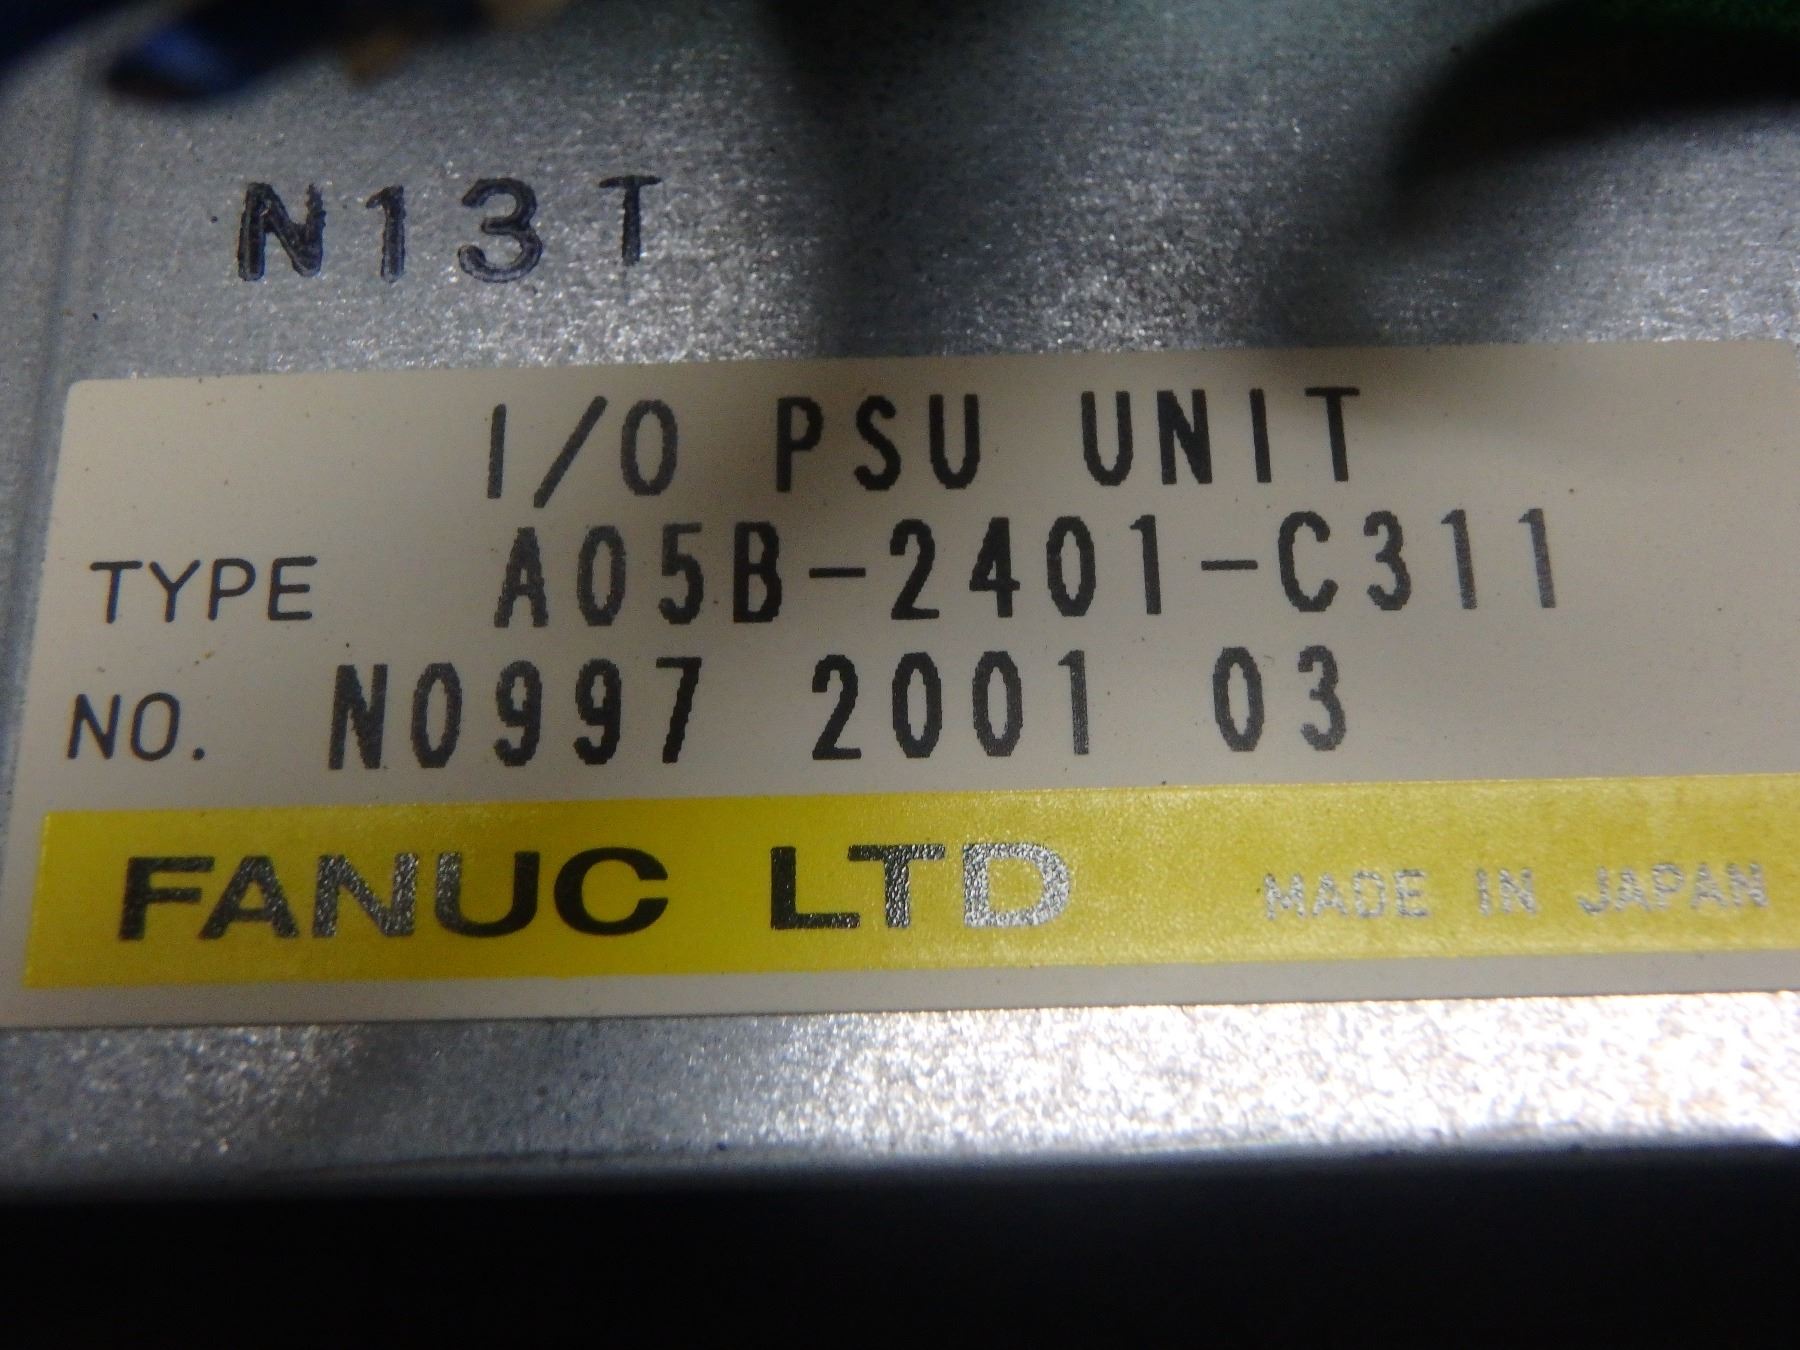 N13T
I/O PSU UNIT
TYPE A05B-2401-C311
NO. N0997 2001 03
FANUC LTD MADE IN JAPAN